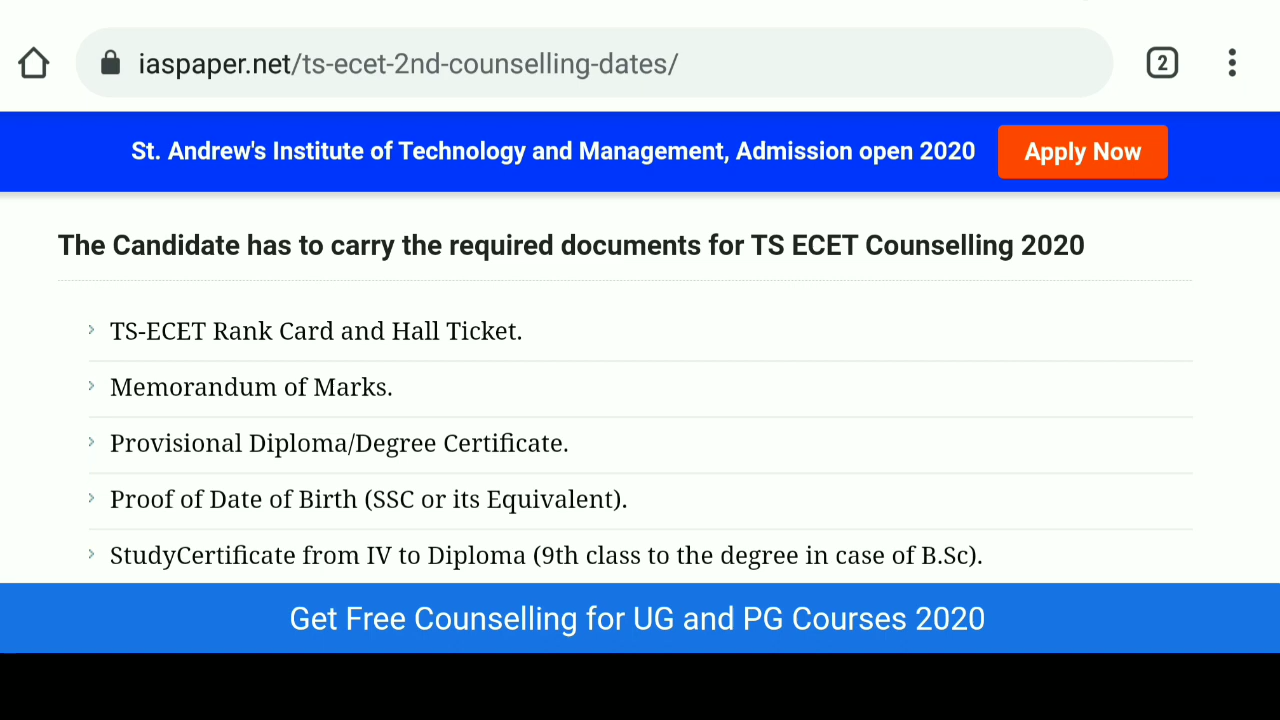 iaspaper.net/ts-ecet-2nd-counselling-dates/
2
St. Andrew's Institute of Technology and Management, Admission open 2020
Apply Now
The Candidate has to carry the required documents for TS ECET Counselling 2020
TS-ECET Rank Card and Hall Ticket.
Memorandum of Marks.
Provisional Diploma/Degree Certificate.
Proof of Date of Birth (SSC or its Equivalent).
StudyCertificate from IV to Diploma (9th class to the degree in case of B.Sc).
Get Free Counselling for UG and PG Courses 2020